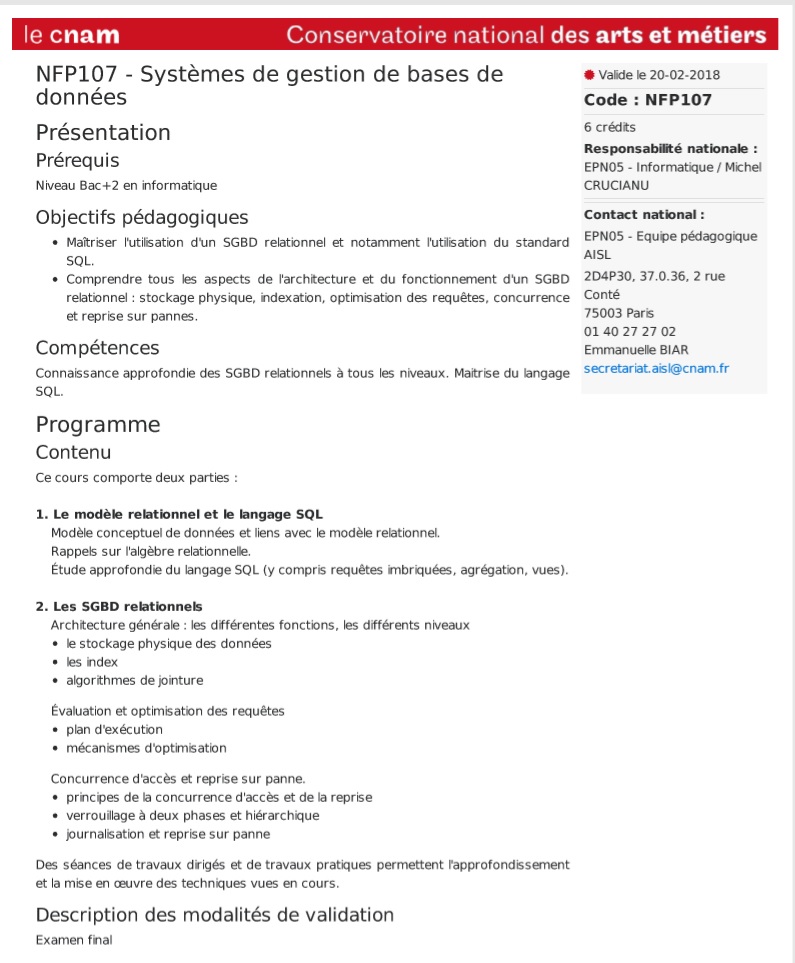 le cnam
Conservatoire national des arts et métiers
NFP107 - Systèmes de gestion de bases de
données
Présentation
Prérequis
Niveau Bac+2 en informatique
Objectifs pédagogiques
• Maîtriser l'utilisation d'un SGBD relationnel et notamment l'utilisation du standard
SQL.
• Comprendre tous les aspects de l'architecture et du fonctionnement d'un SGBD
relationnel : stockage physique, indexation, optimisation des requêtes, concurrence
et reprise sur pannes.
Compétences
Connaissance approfondie des SGBD relationnels à tous les niveaux. Maitrise du langage
SQL.
Programme
Contenu
Ce cours comporte deux parties :
1. Le modèle relationnel et le langage SQL
Modèle conceptuel de données et liens avec le modèle relationnel.
Rappels sur l'algèbre relationnelle.
Étude approfondie du langage SQL (y compris requêtes imbriquées, agrégation, vues).
2. Les SGBD relationnels
Architecture générale : les différentes fonctions, les différents niveaux
• le stockage physique des données
• les index
• algorithmes de jointure
Évaluation et optimisation des requêtes
• plan d'exécution
• mécanismes d'optimisation
Concurrence d'accès et reprise sur panne.
• principes de la concurrence d'accès et de la reprise
• verrouillage à deux phases et hiérarchique
• journalisation et reprise sur panne
Des séances de travaux dirigés et de travaux pratiques permettent l'approfondissement
et la mise en œuvre des techniques vues en cours.
Description des modalités de validation
Examen final
Valide le 20-02-2018
Code : NFP107
6 crédits
Responsabilité nationale :
EPN05 - Informatique / Michel
CRUCIANU
Contact national :
EPN05 - Equipe pédagogique
AISL
2D4P30, 37.0.36, 2 rue
Conté
75003 Paris
01 40 27 27 02
Emmanuelle BIAR
secretariat.aisl@cnam.fr